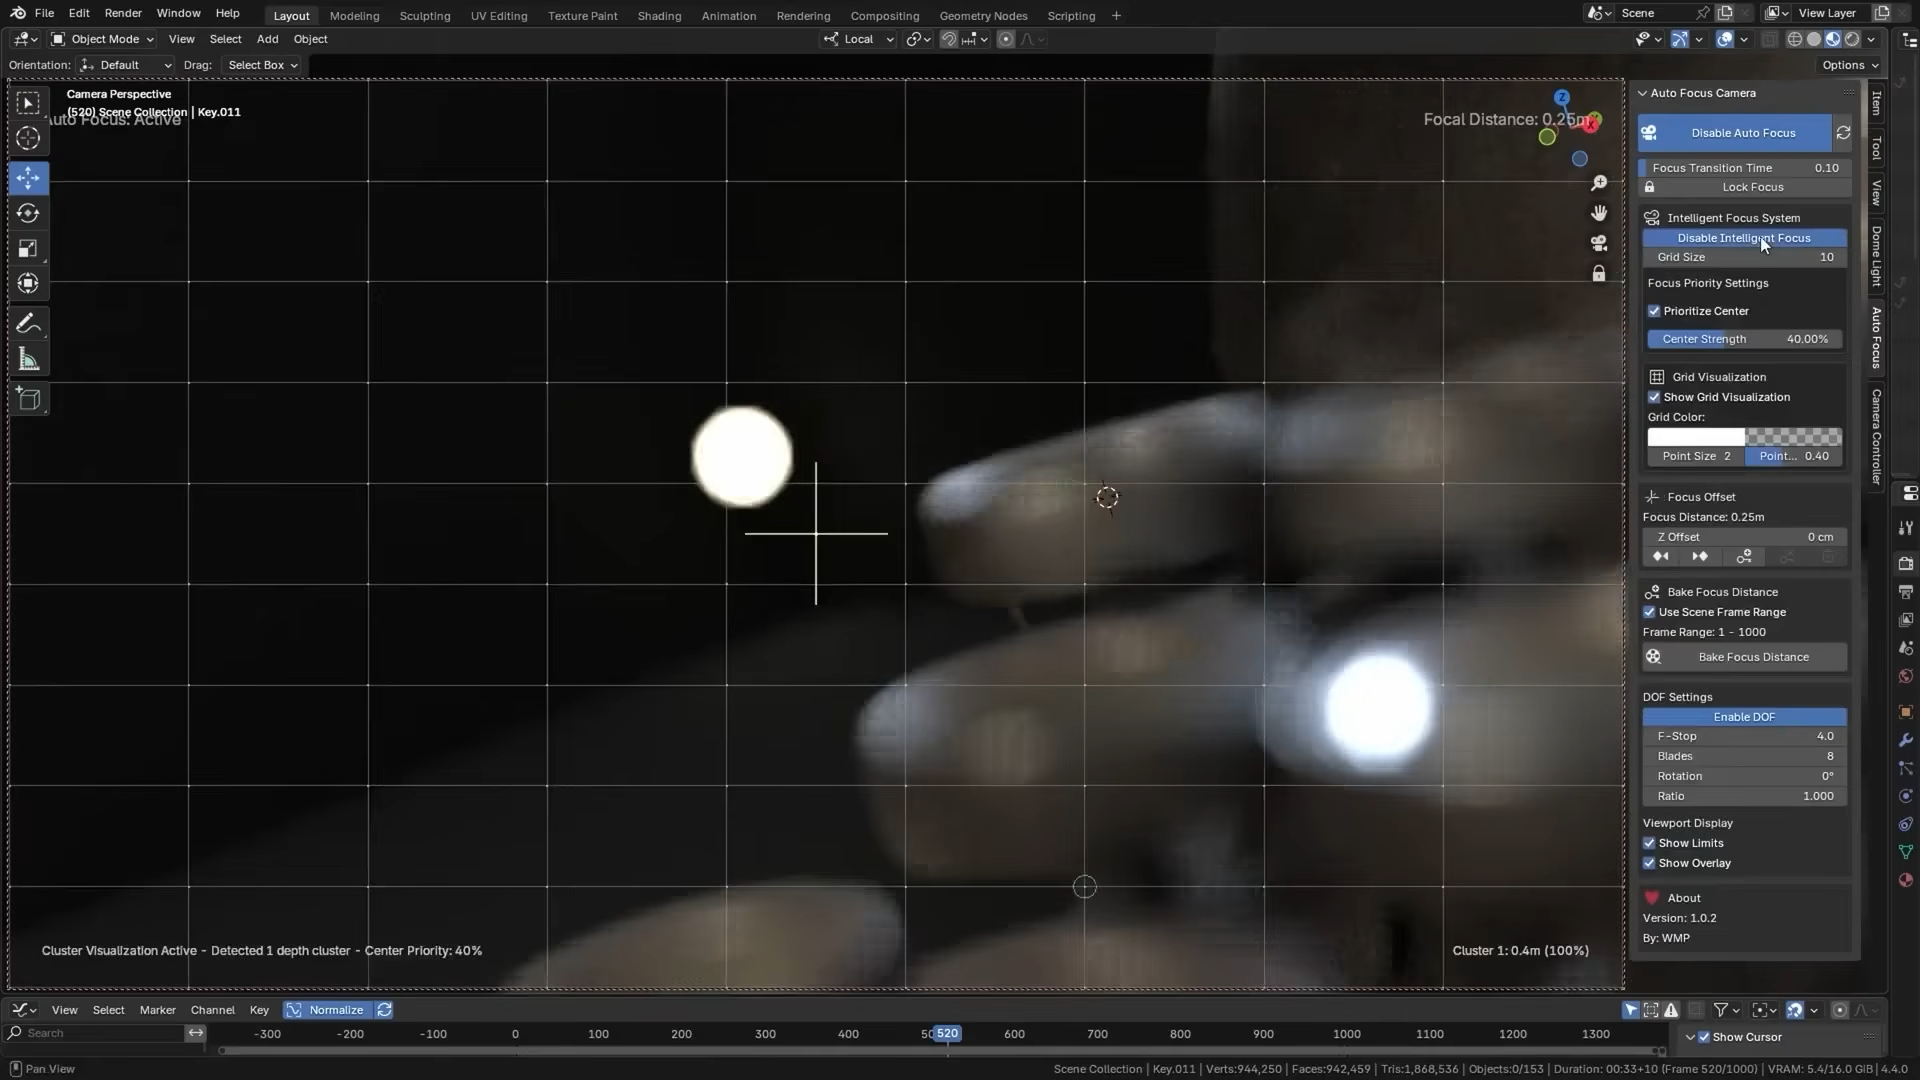 File Edit Render Window Help Layout Modeling Sculpting UV Editing Texture Paint Shading Animation Rendering Compositing Geometry Nodes Scripting + Scene View Layer
Object Mode View Select Add Object Local
Orientation: Default Drag: Select Box Options
Camera Perspective
(520) Scene Collection | Key.011
Auto Focus: Active
Focal Distance: 0.25m
Z
X
Cluster Visualization Active - Detected 1 depth cluster - Center Priority: 40%
Cluster 1: 0.4m (100%)
Auto Focus Camera
Disable Auto Focus
Focus Transition Time 0.10
Lock Focus
Intelligent Focus System
Disable Intelligent Focus
Grid Size 10
Focus Priority Settings
Prioritize Center
Center Strength 40.00%
Grid Visualization
Show Grid Visualization
Grid Color:
Point Size 2 Point... 0.40
Focus Offset
Focus Distance: 0.25m
Z Offset 0 cm
Bake Focus Distance
Use Scene Frame Range
Frame Range: 1 - 1000
Bake Focus Distance
DOF Settings
Enable DOF
F-Stop 4.0
Blades 8
Rotation 0°
Ratio 1.000
Viewport Display
Show Limits
Show Overlay
About
Version: 1.0.2
By: WMP
Item
Tool
View
Dome Light
Auto Focus
Camera Controller
View Select Marker Channel Key Normalize
Search -300 -200 -100 0 100 200 300 400 520 600 700 800 900 1000 1100 1200 1300 Show Cursor
Pan View Scene Collection | Key.011 | Verts:944,250 | Faces:942,459 | Tris:1,868,536 | Objects:0/153 | Duration: 00:33+10 (Frame 520/1000) | VRAM: 5.4/16.0 GiB | 4.4.0